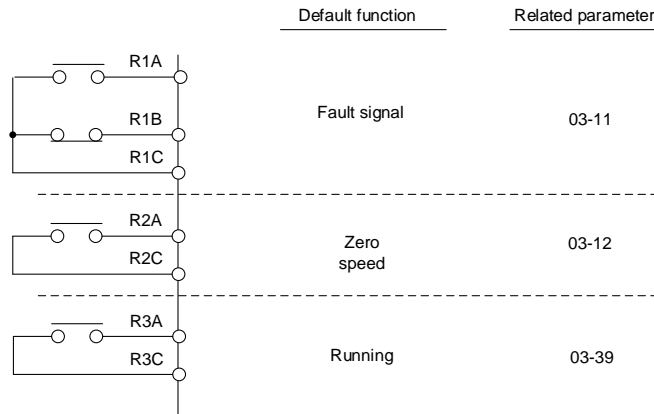 Default function
Related parameter
R1A
R1B
R1C
Fault signal
03-11
R2A
R2C
Zero
speed
03-12
R3A
R3C
Running
03-39